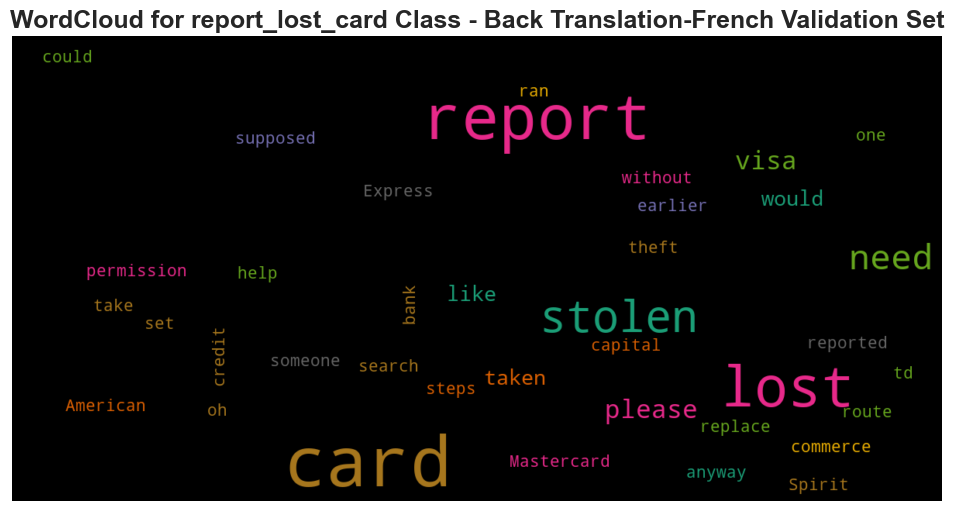 WordCloud for report_lost_card Class - Back Translation-French Validation Set
could
ran
report
supposed
one
visa
without
Express
would
earlier
theft
need
permission
help
like
bank
take
stolen
set
capital
reported
credit
someone
search
td
taken
lost
steps
American
oh
please
route
replace
commerce
card
Mastercard
anyway
Spirit